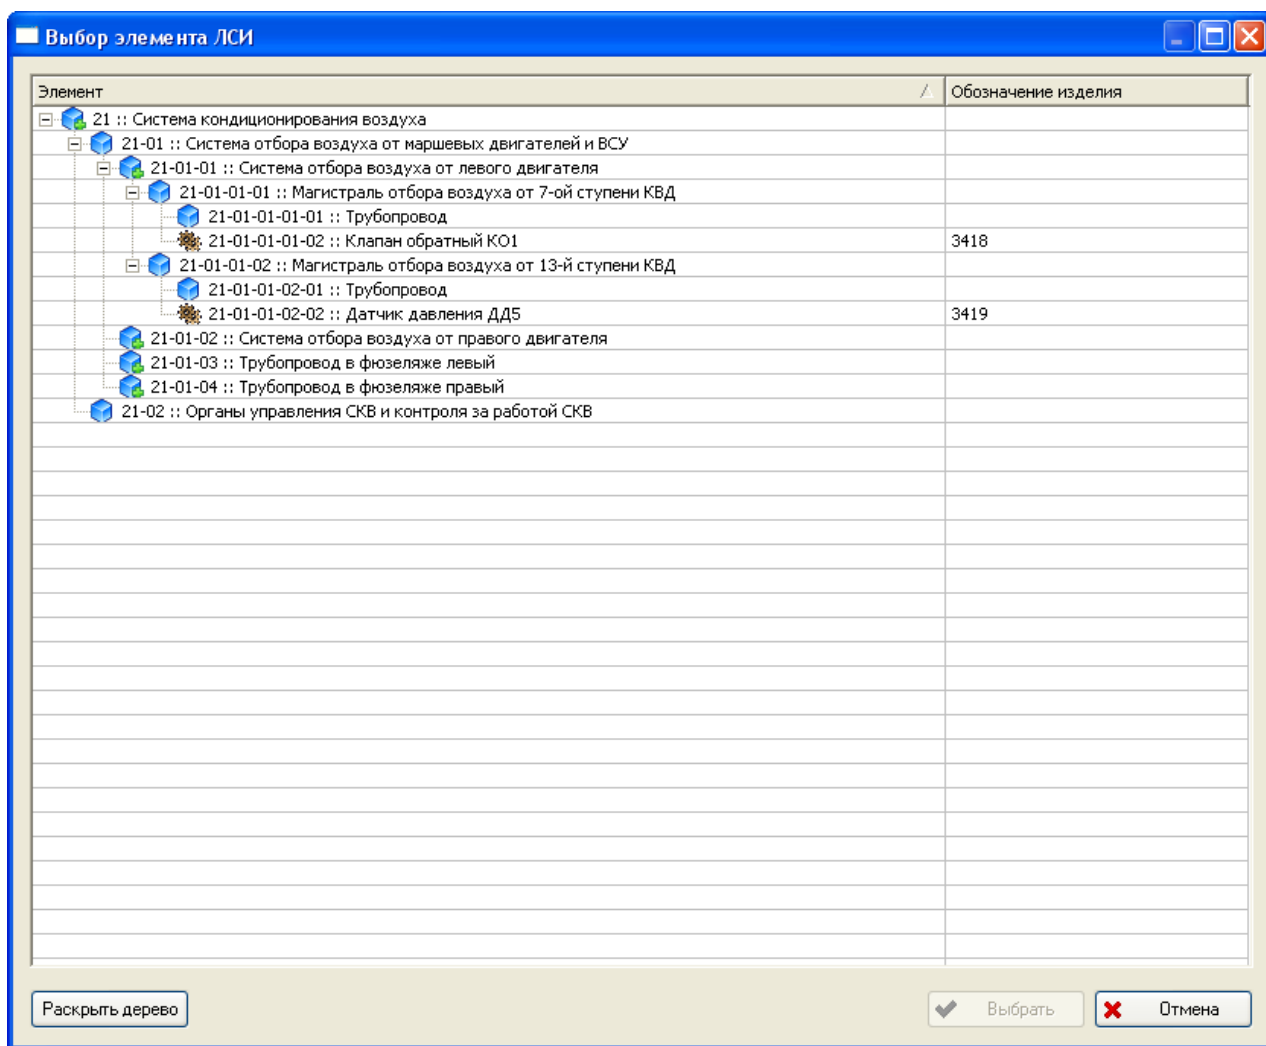 Выбор элемента ЛСИ
Элемент Обозначение изделия
21 :: Система кондиционирования воздуха
21-01 :: Система отбора воздуха от маршевых двигателей и ВСУ
21-01-01 :: Система отбора воздуха от левого двигателя
21-01-01-01 :: Магистраль отбора воздуха от 7-ой ступени КВД
21-01-01-01-01 :: Трубопровод
21-01-01-01-02 :: Клапан обратный КО1 3418
21-01-01-02 :: Магистраль отбора воздуха от 13-й ступени КВД
21-01-01-02-01 :: Трубопровод
21-01-01-02-02 :: Датчик давления ДД5 3419
21-01-02 :: Система отбора воздуха от правого двигателя
21-01-03 :: Трубопровод в фюзеляже левый
21-01-04 :: Трубопровод в фюзеляже правый
21-02 :: Органы управления СКВ и контроля за работой СКВ
Раскрыть дерево Выбрать Отмена